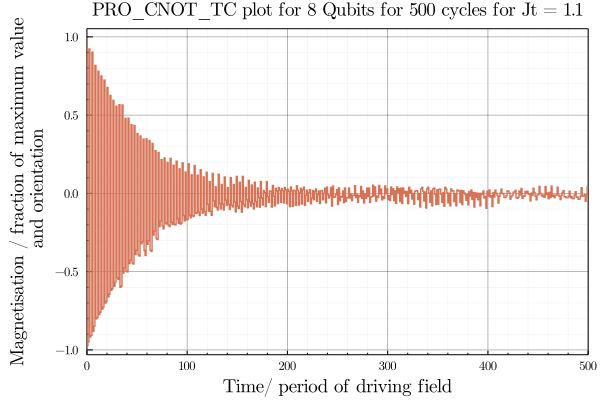 PRO_CNOT_TC plot for 8 Qubits for 500 cycles for Jt = 1.1
Magnetisation / fraction of maximum value
and orientation
1.0
0.5
0.0
−0.5
−1.0
0 100 200 300 400 500
Time/ period of driving field